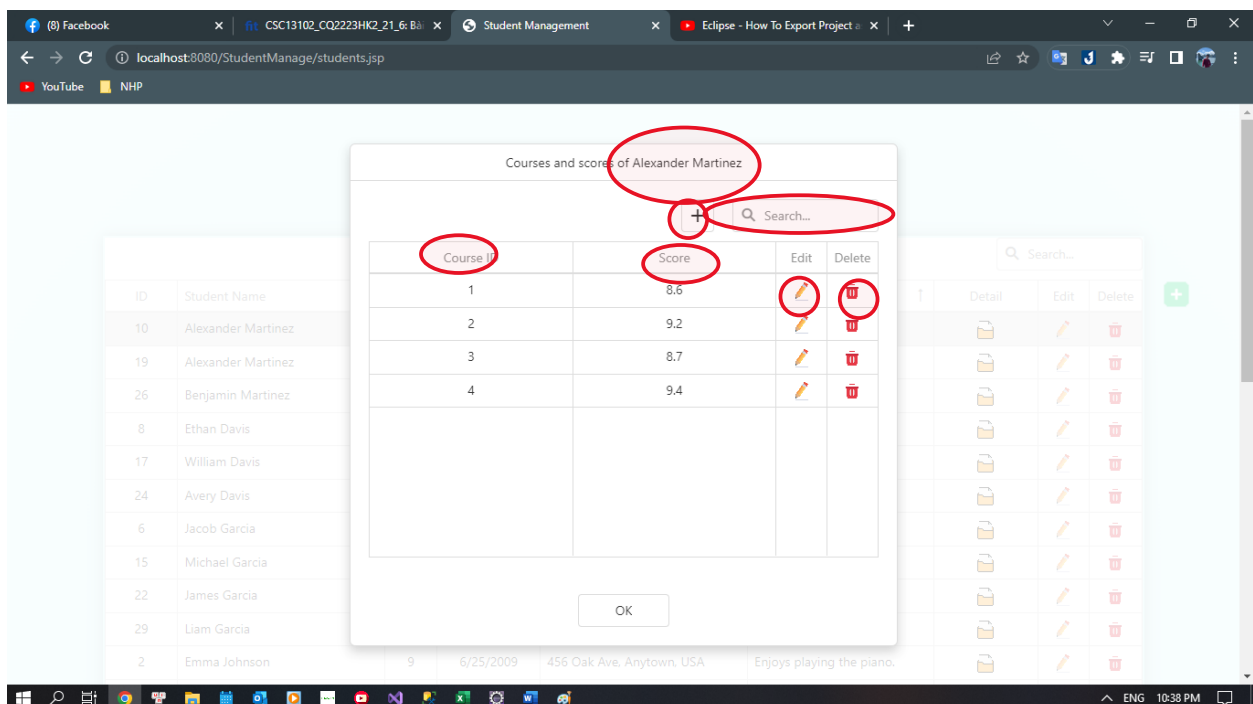 (8) Facebook
fit CSC13102_CQ2223HK2_21_6: Bài
Student Management
Eclipse - How To Export Project a
localhost:8080/StudentManage/students.jsp
YouTube
NHP
Courses and scores of Alexander Martinez
+ Search...
Course ID Score Edit Delete
1 8.6
2 9.2
3 8.7
4 9.4
OK
Search...
ID Student Name ↑ Detail Edit Delete
10 Alexander Martinez
19 Alexander Martinez
26 Benjamin Martinez
8 Ethan Davis
17 William Davis
24 Avery Davis
6 Jacob Garcia
15 Michael Garcia
22 James Garcia
29 Liam Garcia
2 Emma Johnson 9 6/25/2009 456 Oak Ave, Anytown, USA Enjoys playing the piano.
ENG 10:38 PM